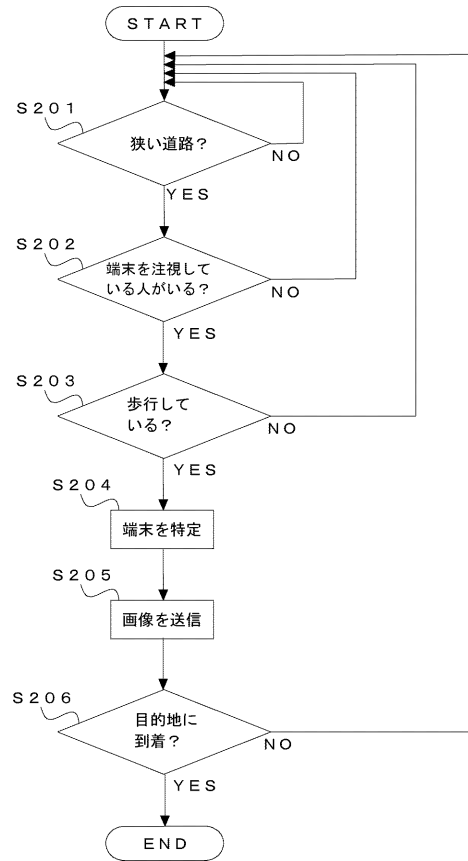 START
S201
狭い道路？
NO
YES
S202
端末を注視して
いる人がいる？
NO
YES
S203
歩行して
いる？
NO
YES
S204
端末を特定
S205
画像を送信
S206
目的地に
到着？
NO
YES
END